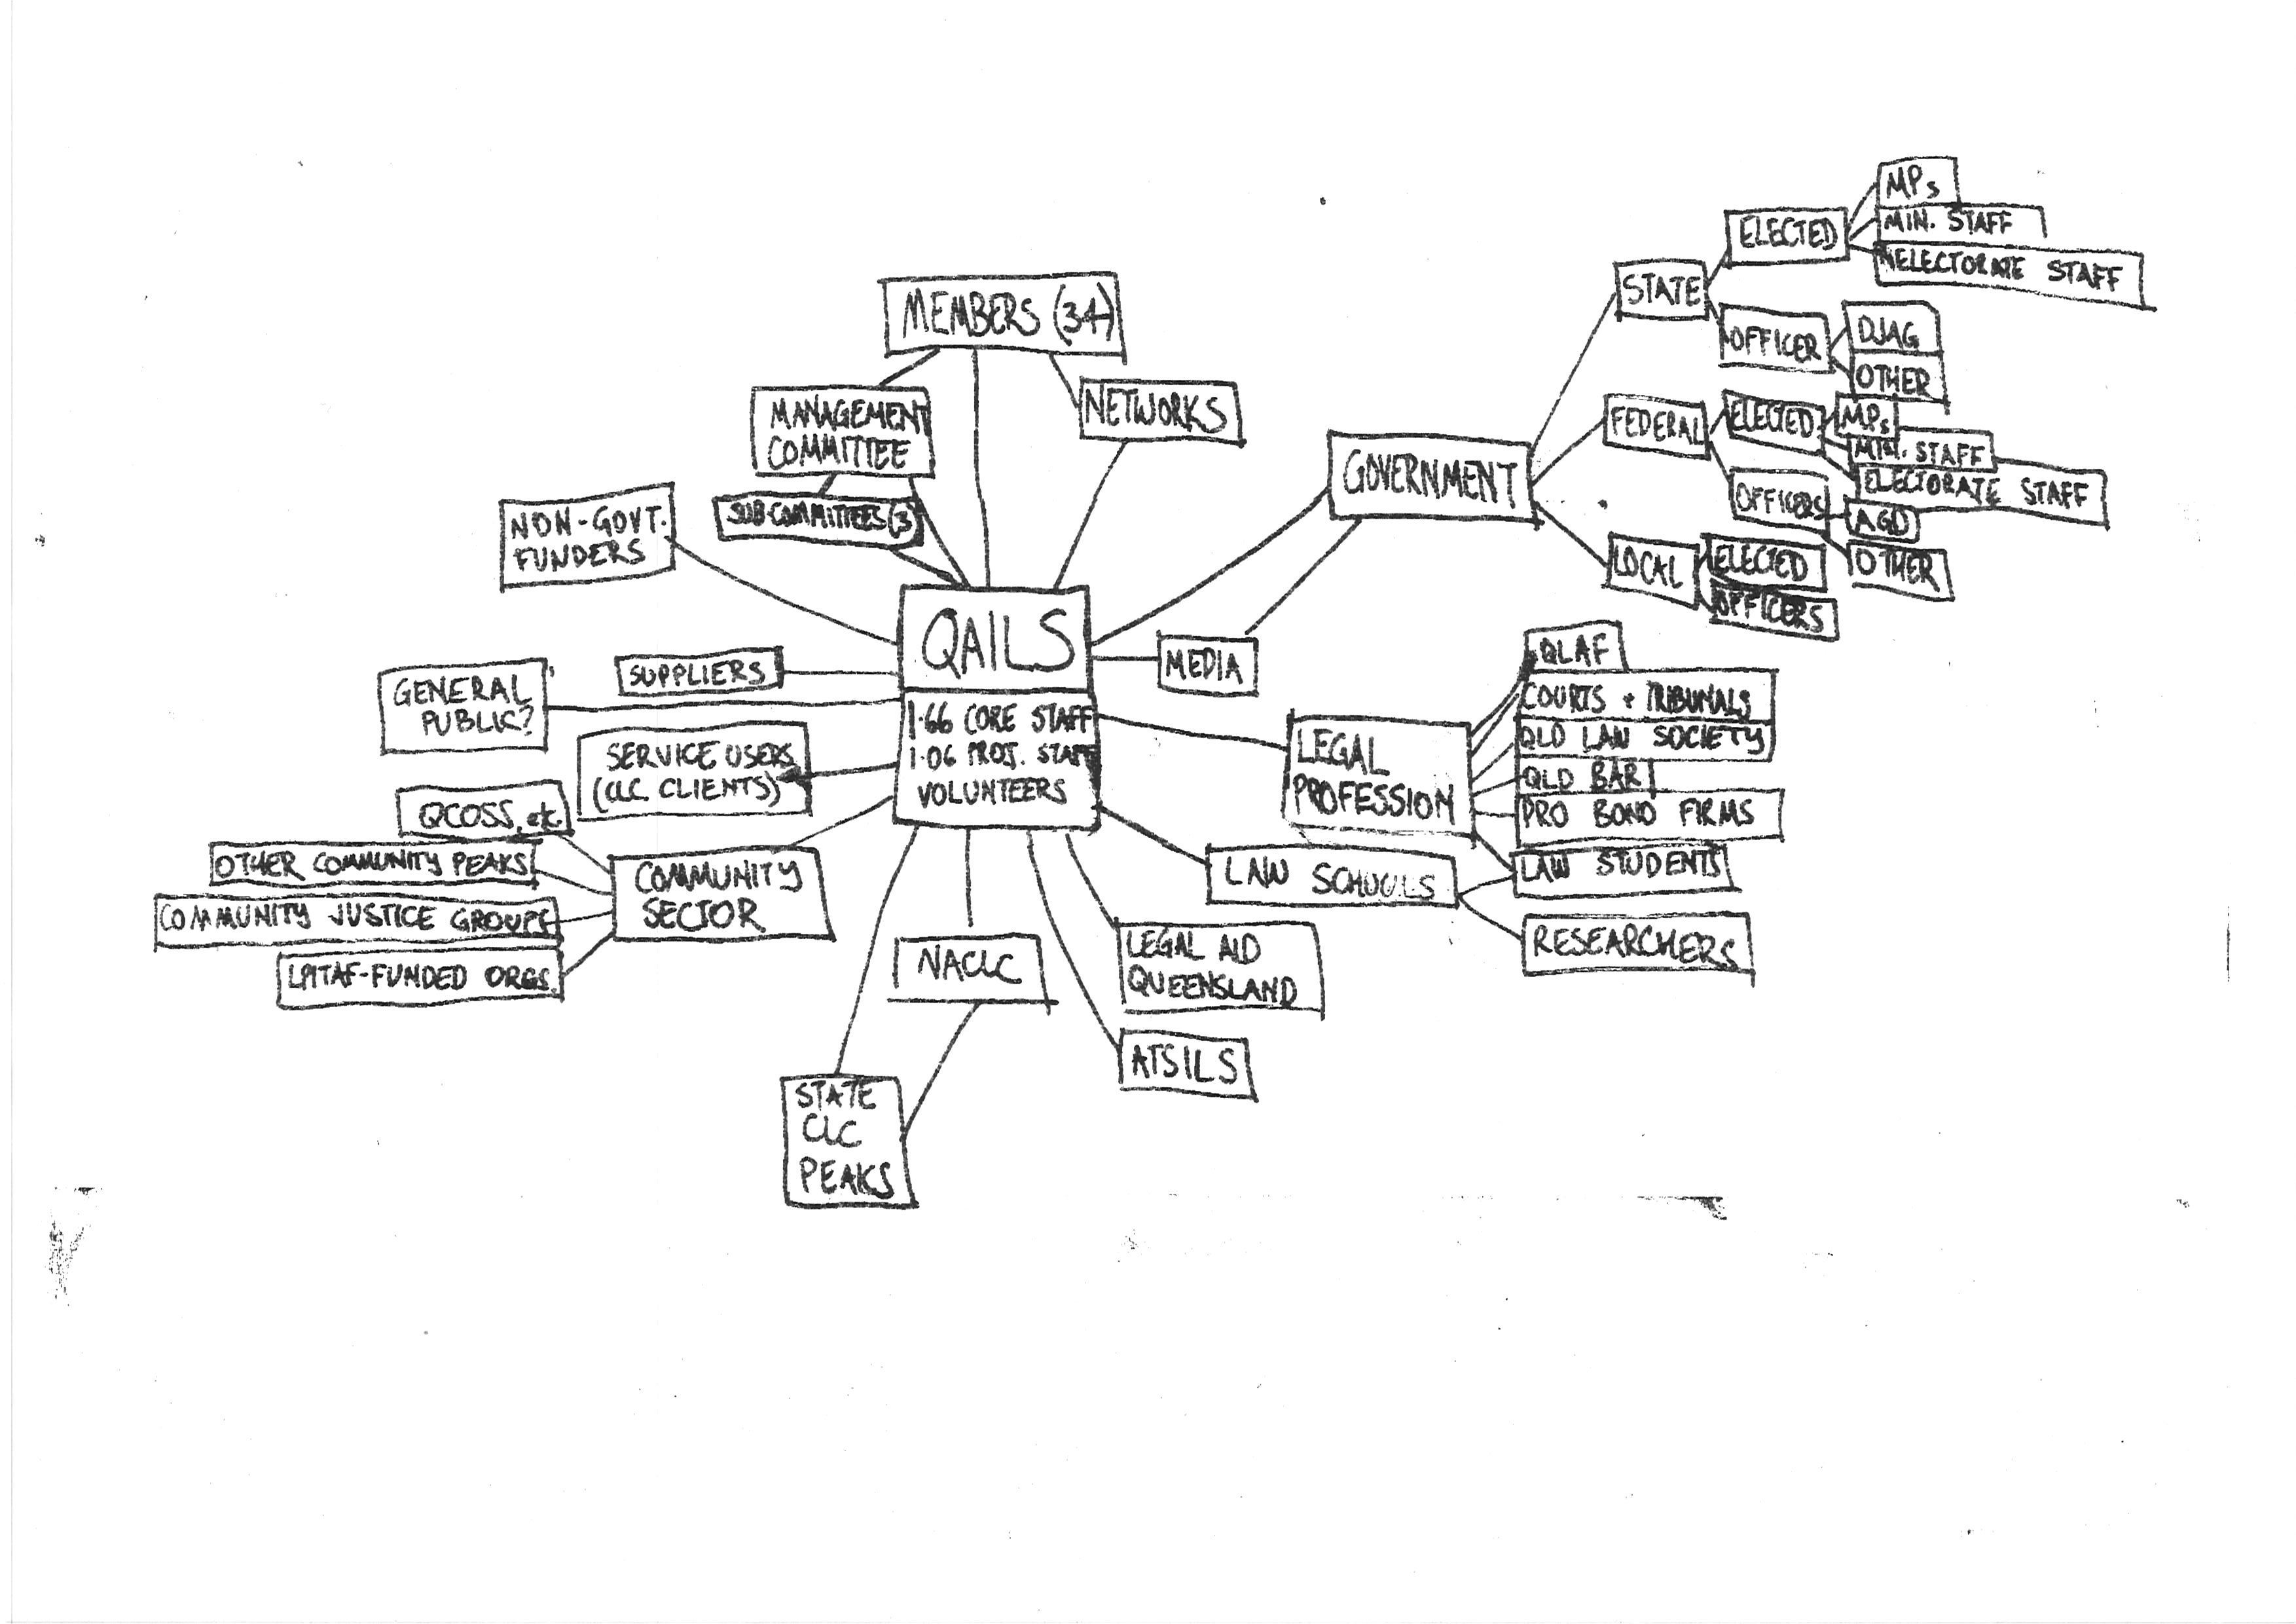 MEMBERS (34)
MANAGEMENT
COMMITTEE
NETWORKS
SUB-COMMITTEES (3)
NON-GOVT.
FUNDERS
QAILS
1.66 CORE STAFF
1.06 PROJ. STAFF
VOLUNTEERS
SUPPLIERS
GENERAL
PUBLIC?
SERVICE USERS
(CLC CLIENTS)
QCOSS, etc.
OTHER COMMUNITY PEAKS
COMMUNITY JUSTICE GROUPS
LPITAF-FUNDED ORGS.
COMMUNITY
SECTOR
NACLC
STATE
CLC
PEAKS
LEGAL AID
QUEENSLAND
ATSILS
GOVERNMENT
MEDIA
STATE
ELECTED
MPs
MIN. STAFF
ELECTORATE STAFF
OFFICER
DJAG
OTHER
FEDERAL
ELECTED
MPs
MIN. STAFF
ELECTORATE STAFF
OFFICERS
AGD
OTHER
LOCAL
ELECTED
OFFICERS
LEGAL
PROFESSION
QLAF
COURTS + TRIBUNALS
QLD LAW SOCIETY
QLD BAR
PRO BONO FIRMS
LAW STUDENTS
LAW SCHOOLS
RESEARCHERS